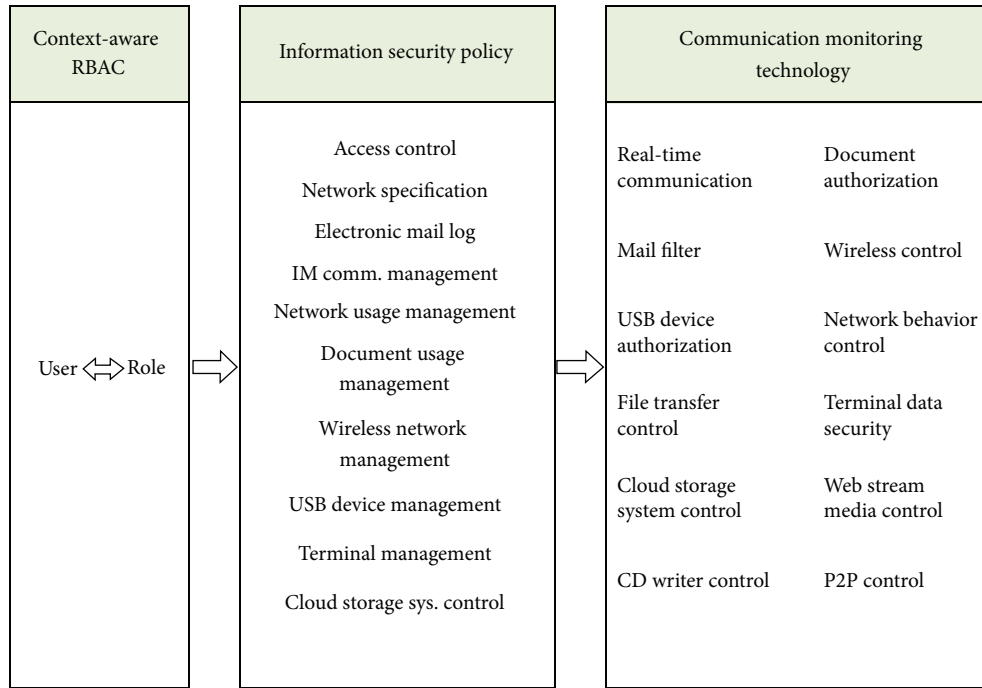 Context-aware
RBAC
User
Role
Information security policy
Access control
Network specification
Electronic mail log
IM comm. management
Network usage management
Document usage
management
Wireless network
management
USB device management
Terminal management
Cloud storage sys. control
Communication monitoring
technology
Real-time
communication
Document
authorization
Mail filter
Wireless control
USB device
authorization
Network behavior
control
File transfer
control
Terminal data
security
Cloud storage
system control
Web stream
media control
CD writer control
P2P control